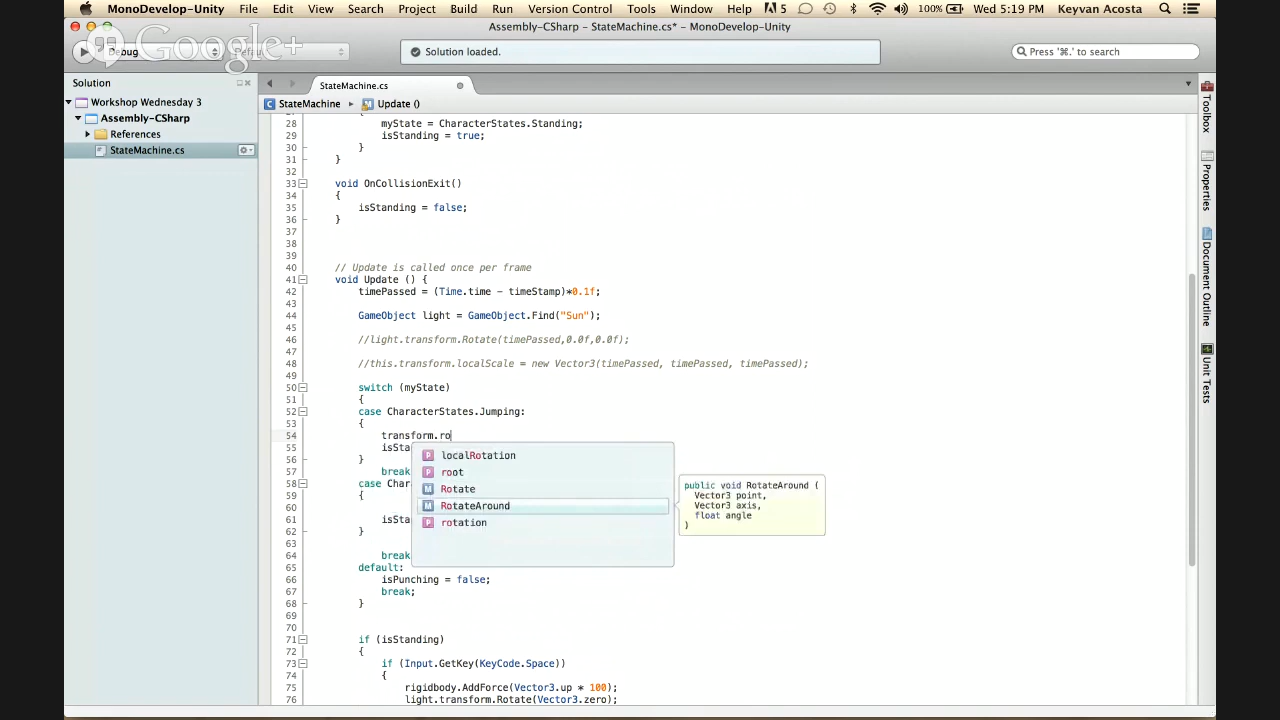 MonoDevelop-Unity File Edit View Search Project Build Run Version Control Tools Window Help 5 100% Wed 5:19 PM Keyvan Acosta
Assembly-CSharp - StateMachine.cs* - MonoDevelop-Unity
Google+
Debug
Solution loaded.
Press '⌘.' to search
Solution
StateMachine.cs
Workshop Wednesday 3
Assembly-CSharp
References
StateMachine.cs
StateMachine ▸ Update ()
28 myState = CharacterStates.Standing;
29 isStanding = true;
30 }
31 }
32
33 void OnCollisionExit()
34 {
35 isStanding = false;
36 }
37
38
39
40 // Update is called once per frame
41 void Update () {
42 timePassed = (Time.time - timeStamp)*0.1f;
43
44 GameObject light = GameObject.Find("Sun");
45
46 //light.transform.Rotate(timePassed,0.0f,0.0f);
47
48 //this.transform.localScale = new Vector3(timePassed, timePassed, timePassed);
49
50 switch (myState)
51 {
52 case CharacterStates.Jumping:
53 {
54 transform.ro
55 isSta
56 }
57 break
58 case Char
59 {
60
61 isSta
62 }
63
64 break
65 default:
66 isPunching = false;
67 break;
68 }
69
70
71 if (isStanding)
72 {
73 if (Input.GetKey(KeyCode.Space))
74 {
75 rigidbody.AddForce(Vector3.up * 100);
76 light.transform.Rotate(Vector3.zero);
localRotation
root
Rotate
RotateAround
rotation
public void RotateAround (
Vector3 point,
Vector3 axis,
float angle
)
Toolbox
Properties
Document Outline
Unit Tests